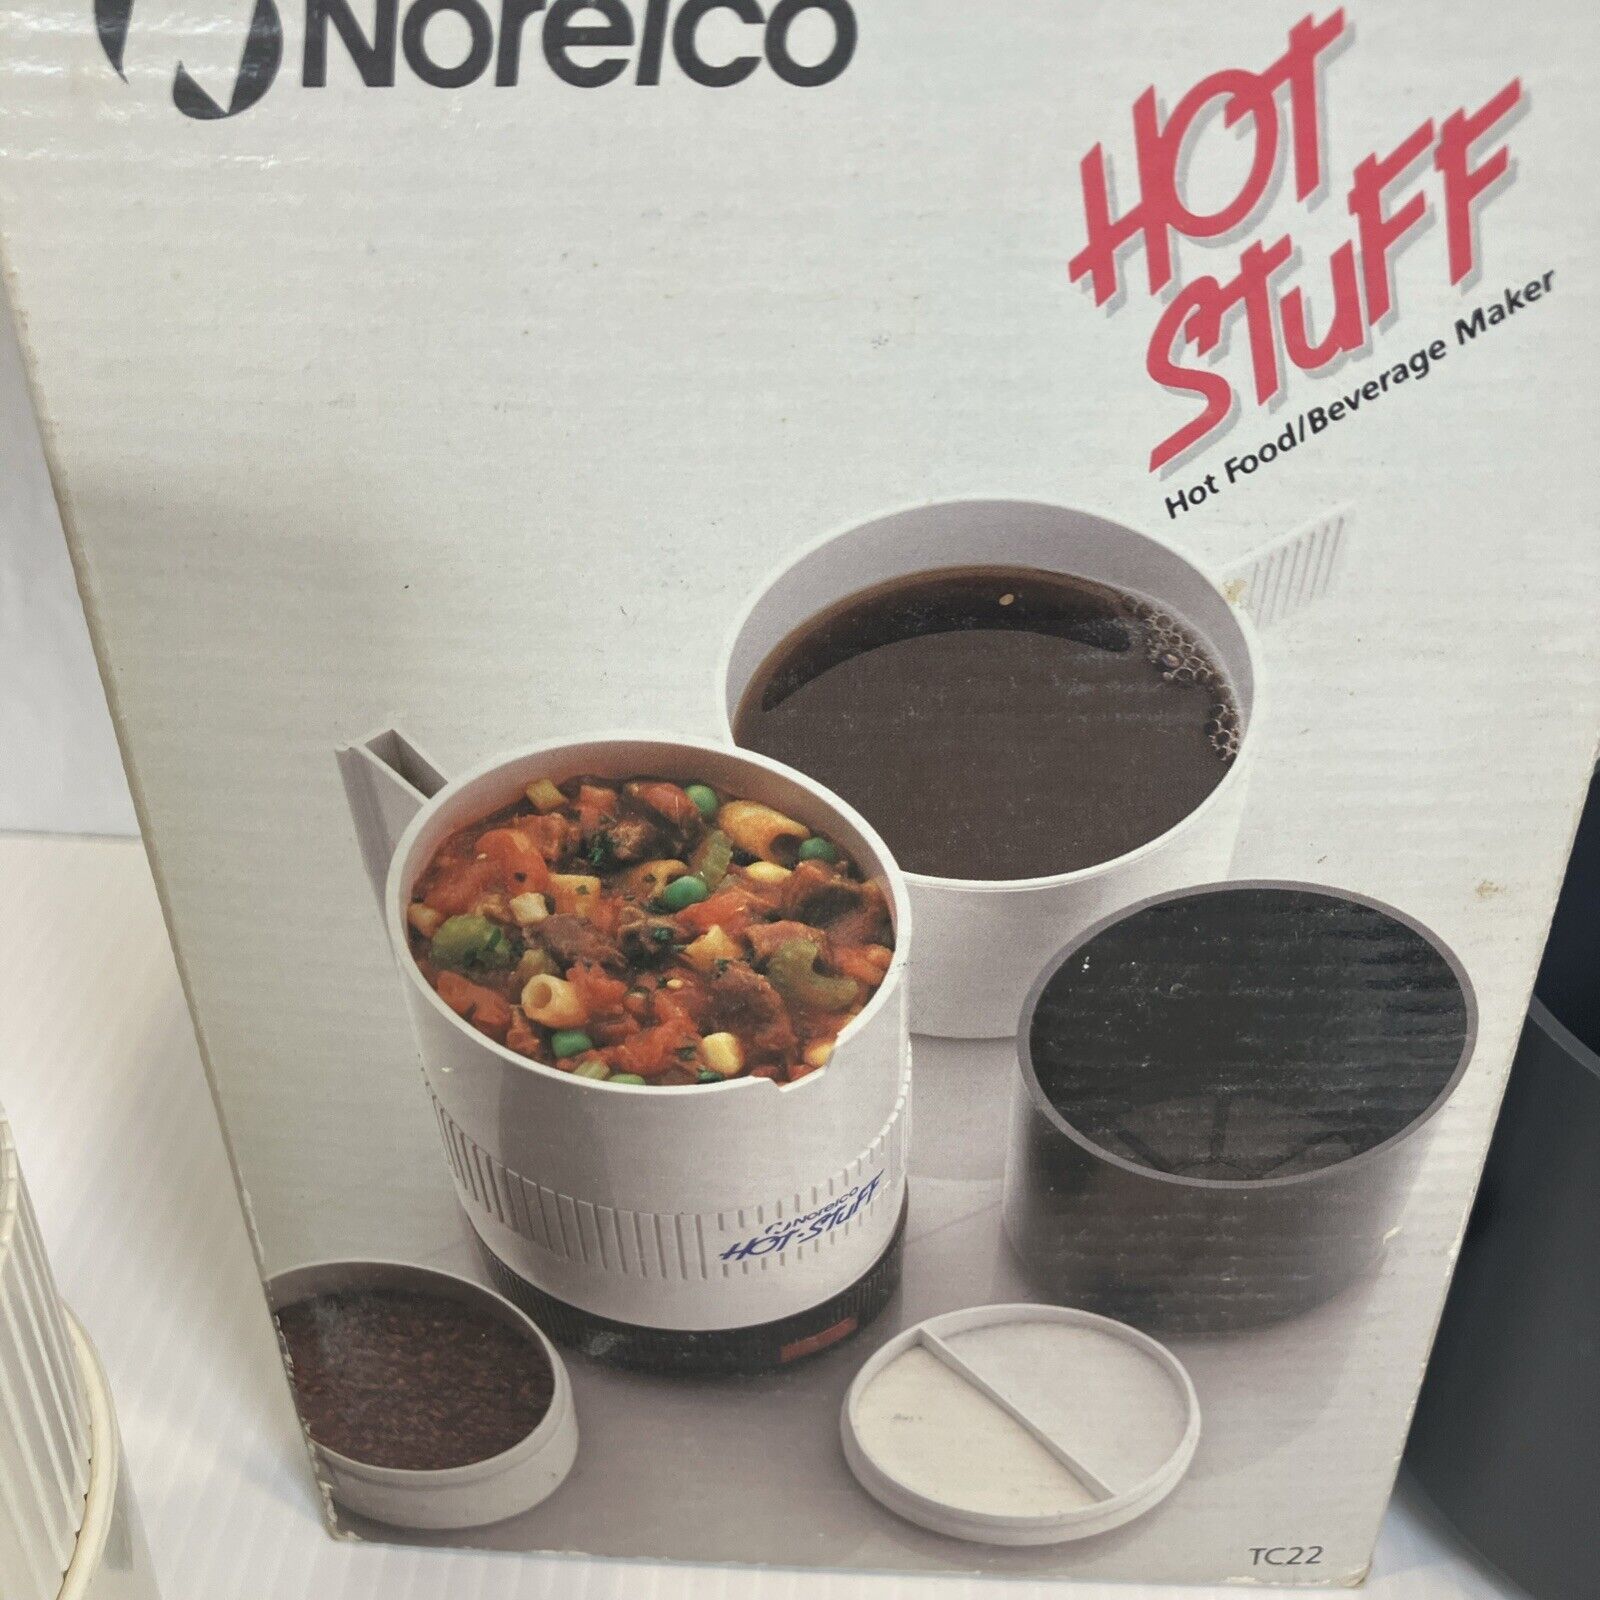 Norelco
HOT
STUFF
Hot Food/Beverage Maker
Norelco
HOT-STUFF
TC22